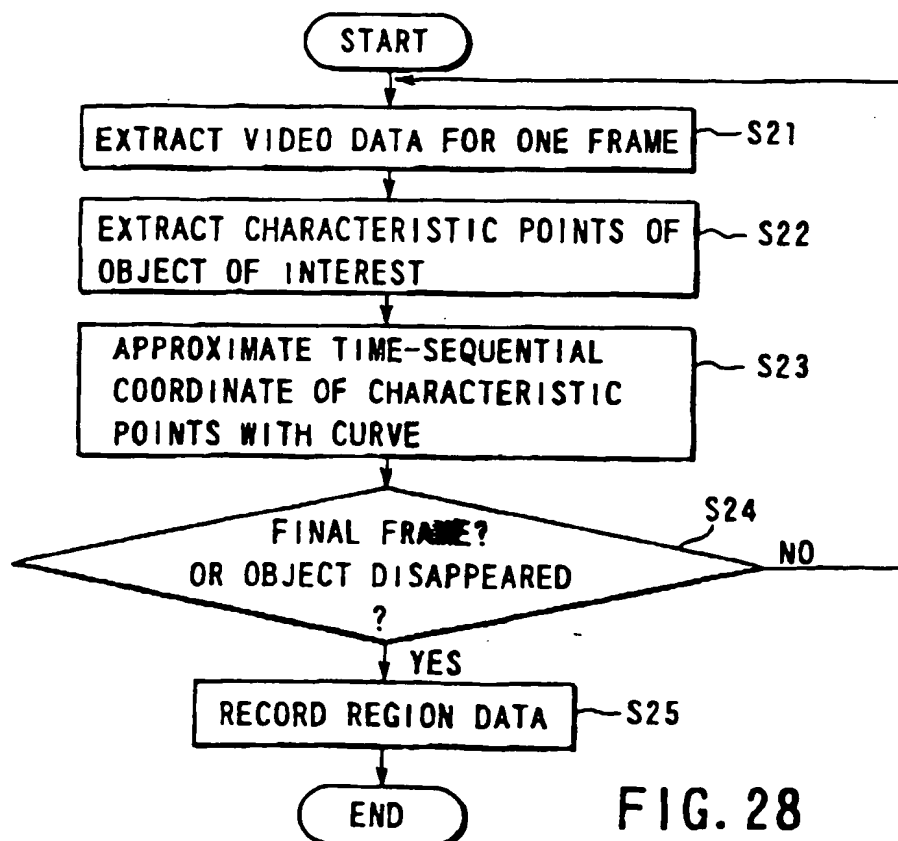 START
EXTRACT VIDEO DATA FOR ONE FRAME
S21
EXTRACT CHARACTERISTIC POINTS OF
OBJECT OF INTEREST
S22
APPROXIMATE TIME-SEQUENTIAL
COORDINATE OF CHARACTERISTIC
POINTS WITH CURVE
S23
FINAL FRAME?
OR OBJECT DISAPPEARED
?
S24
NO
YES
RECORD REGION DATA
S25
END
FIG. 28